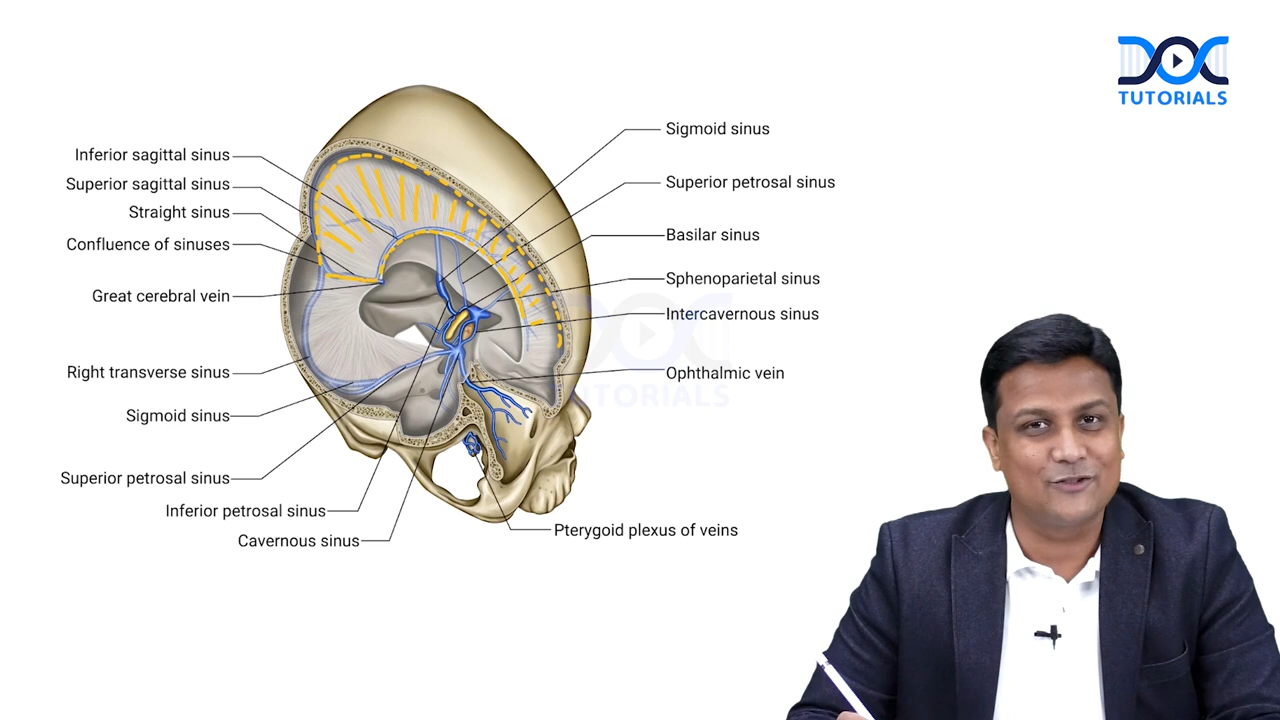 DOC
TUTORIALS
Inferior sagittal sinus
Superior sagittal sinus
Straight sinus
Confluence of sinuses
Great cerebral vein
Right transverse sinus
Sigmoid sinus
Superior petrosal sinus
Inferior petrosal sinus
Cavernous sinus
Sigmoid sinus
Superior petrosal sinus
Basilar sinus
Sphenoparietal sinus
Intercavernous sinus
Ophthalmic vein
Pterygoid plexus of veins
DOC
TUTORIALS